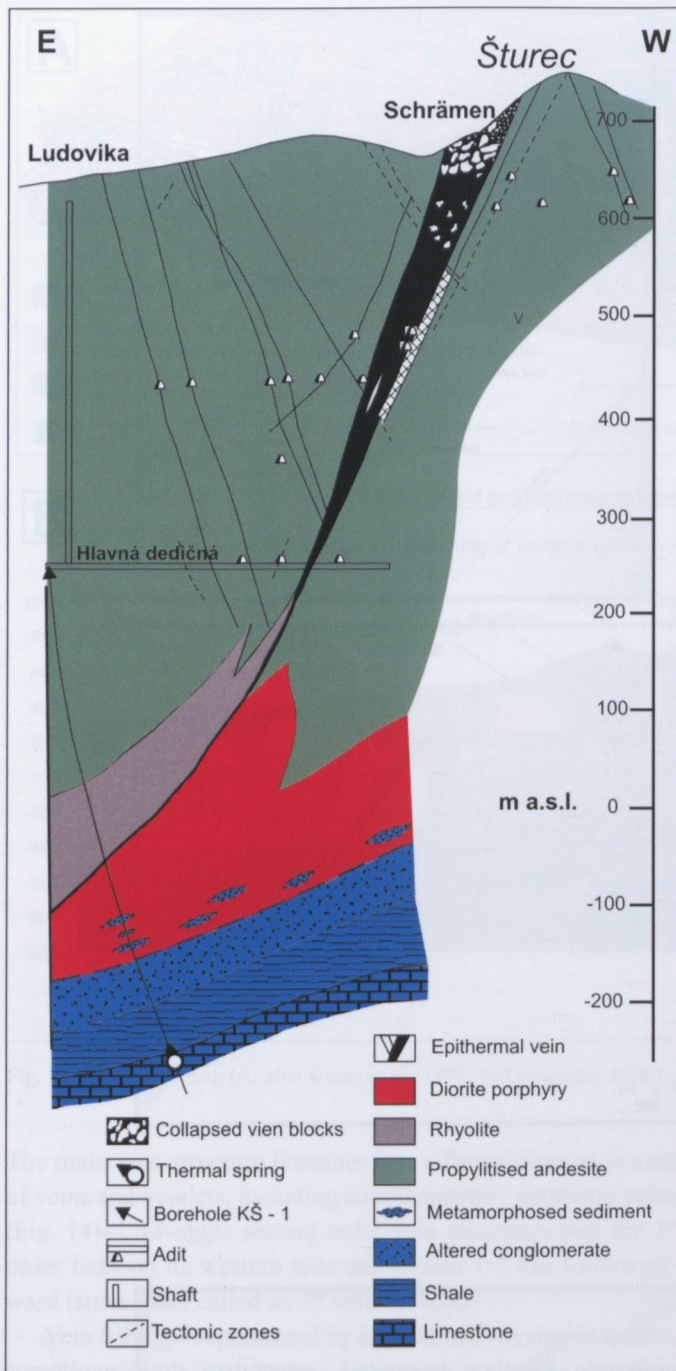 E
W
Šturec
Schrämen
Ludovika
700
600
500
400
300
Hlavná dedičná
200
100
m a.s.l.
0
-100
-200
Epithermal vein
Diorite porphyry
Collapsed vien blocks
Rhyolite
Thermal spring
Propylitised andesite
Borehole KŠ - 1
Metamorphosed sediment
Adit
Altered conglomerate
Shaft
Shale
Tectonic zones
Limestone